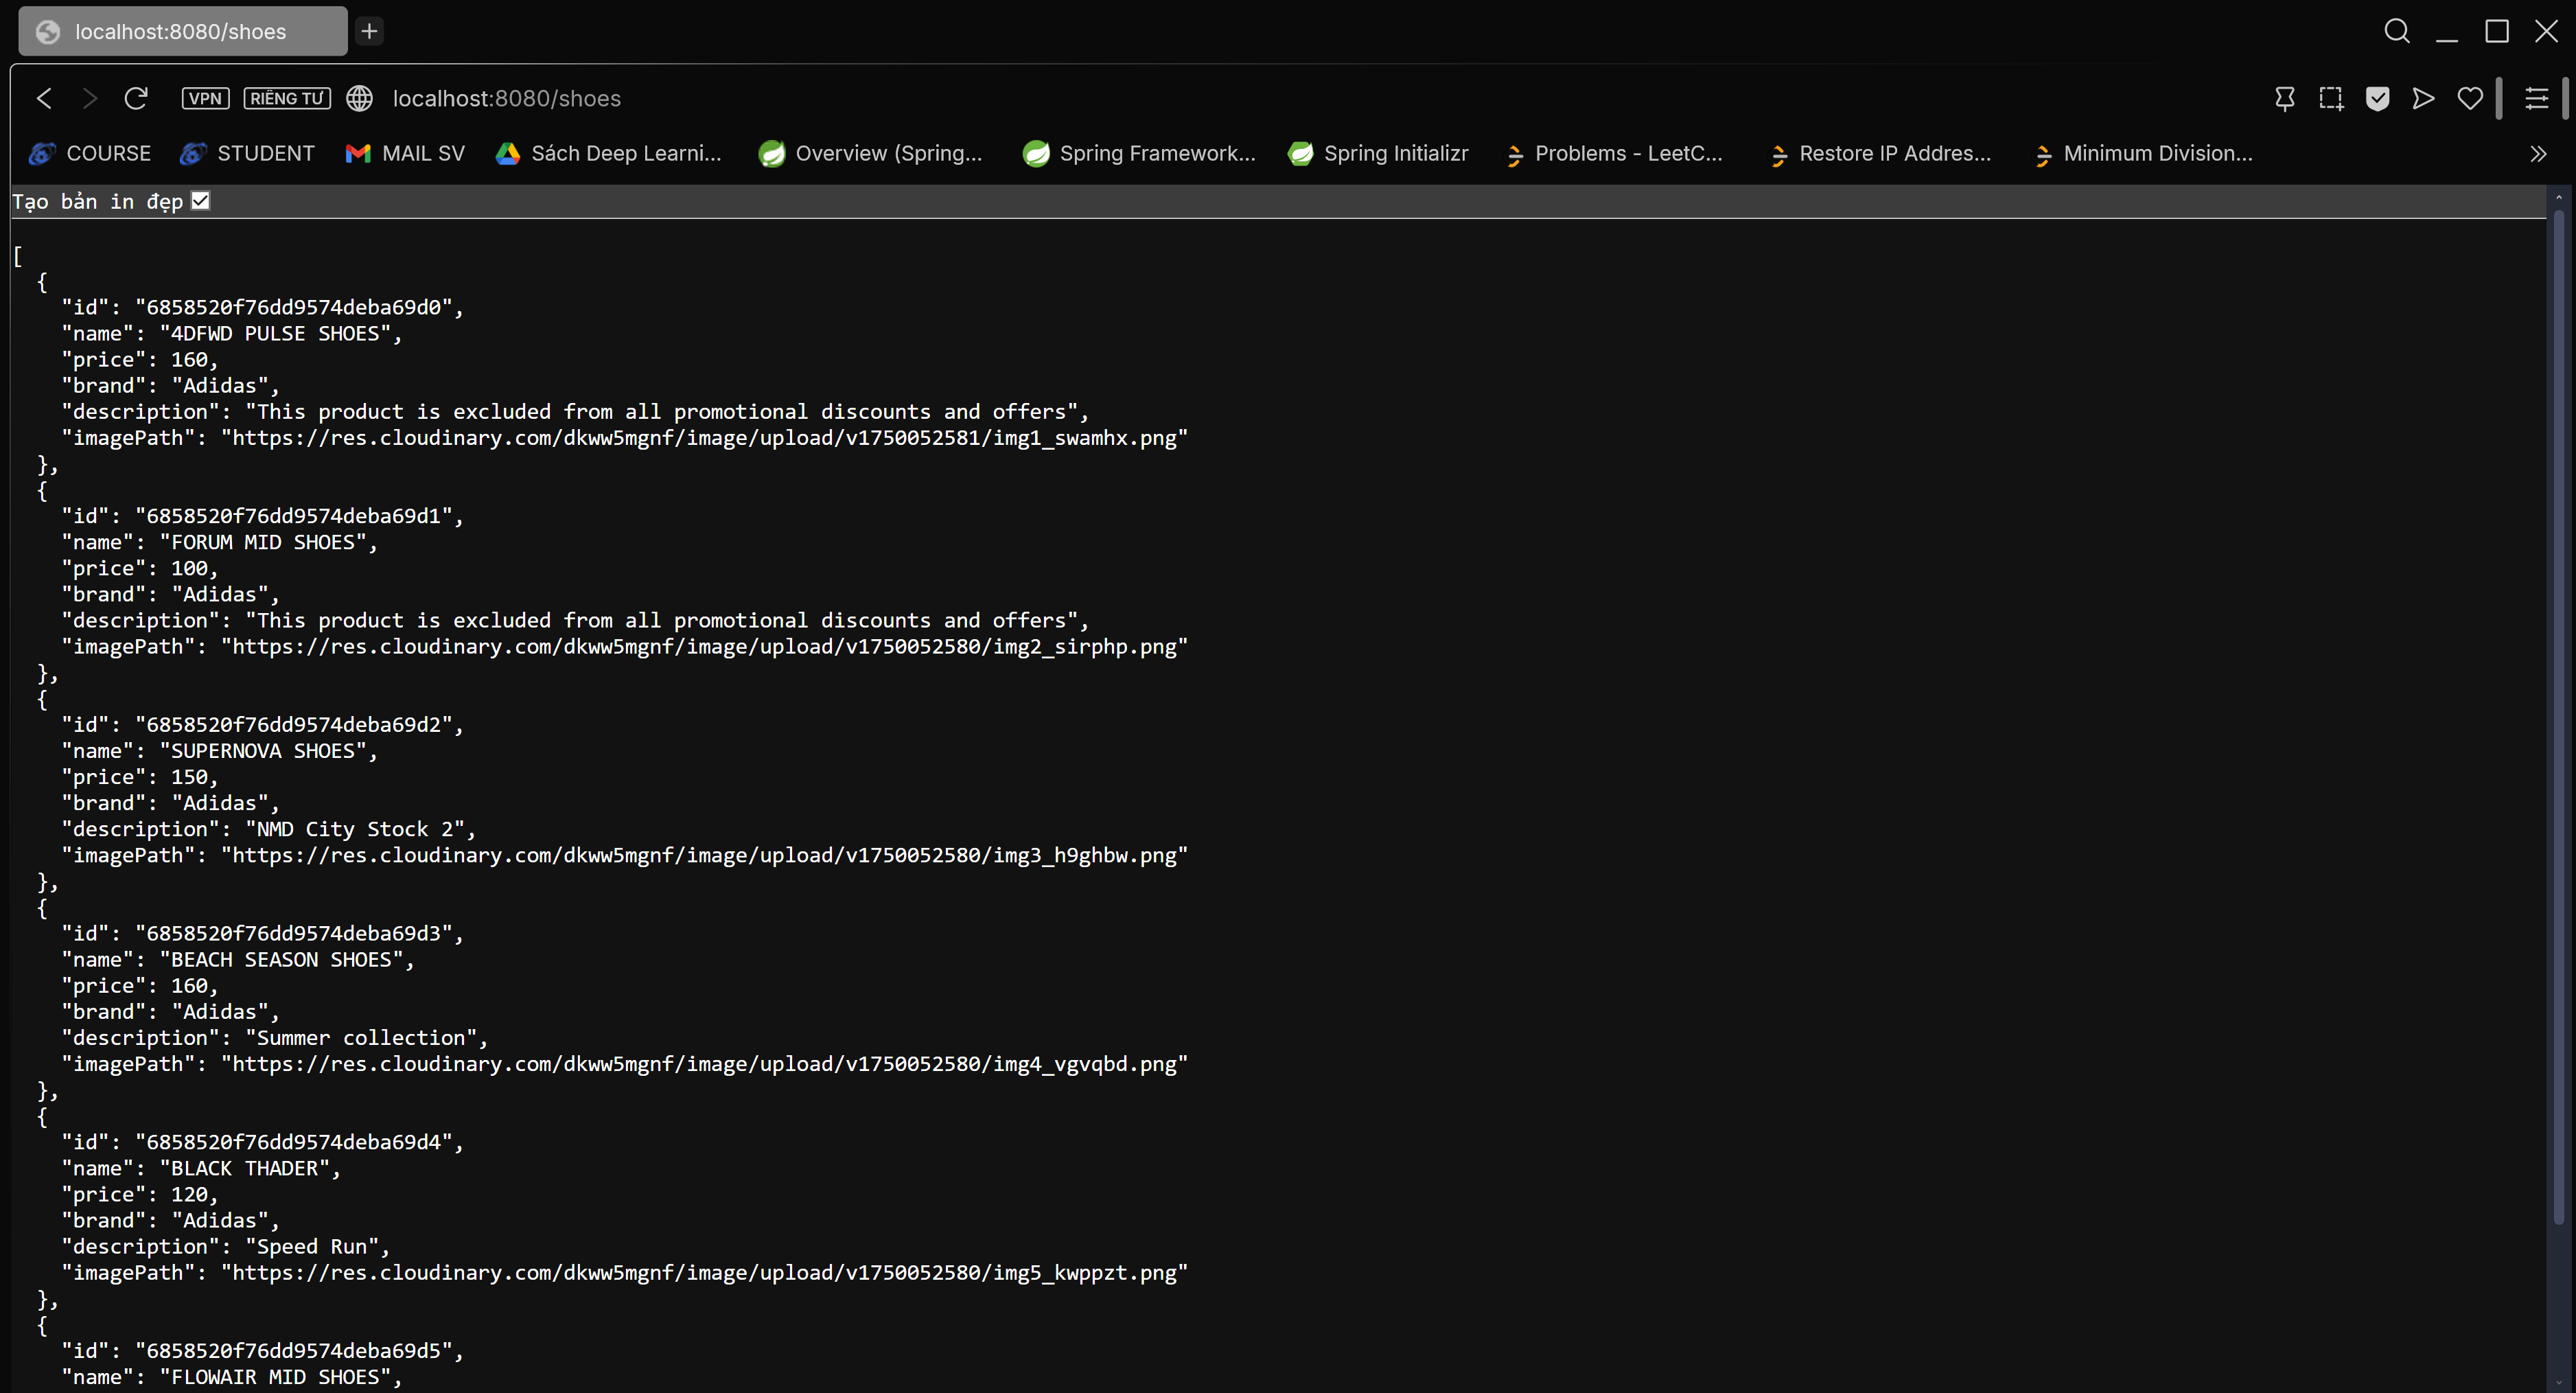 localhost:8080/shoes
VPN RIÊNG TƯ localhost:8080/shoes
COURSE STUDENT MAIL SV Sách Deep Learni... Overview (Spring... Spring Framework... Spring Initializr Problems - LeetC... Restore IP Addres... Minimum Division...
Tạo bản in đẹp
[
  {
    "id": "6858520f76dd9574deba69d0",
    "name": "4DFWD PULSE SHOES",
    "price": 160,
    "brand": "Adidas",
    "description": "This product is excluded from all promotional discounts and offers",
    "imagePath": "https://res.cloudinary.com/dkww5mgnf/image/upload/v1750052581/img1_swamhx.png"
  },
  {
    "id": "6858520f76dd9574deba69d1",
    "name": "FORUM MID SHOES",
    "price": 100,
    "brand": "Adidas",
    "description": "This product is excluded from all promotional discounts and offers",
    "imagePath": "https://res.cloudinary.com/dkww5mgnf/image/upload/v1750052580/img2_sirphp.png"
  },
  {
    "id": "6858520f76dd9574deba69d2",
    "name": "SUPERNOVA SHOES",
    "price": 150,
    "brand": "Adidas",
    "description": "NMD City Stock 2",
    "imagePath": "https://res.cloudinary.com/dkww5mgnf/image/upload/v1750052580/img3_h9ghbw.png"
  },
  {
    "id": "6858520f76dd9574deba69d3",
    "name": "BEACH SEASON SHOES",
    "price": 160,
    "brand": "Adidas",
    "description": "Summer collection",
    "imagePath": "https://res.cloudinary.com/dkww5mgnf/image/upload/v1750052580/img4_vgvqbd.png"
  },
  {
    "id": "6858520f76dd9574deba69d4",
    "name": "BLACK THADER",
    "price": 120,
    "brand": "Adidas",
    "description": "Speed Run",
    "imagePath": "https://res.cloudinary.com/dkww5mgnf/image/upload/v1750052580/img5_kwppzt.png"
  },
  {
    "id": "6858520f76dd9574deba69d5",
    "name": "FLOWAIR MID SHOES",